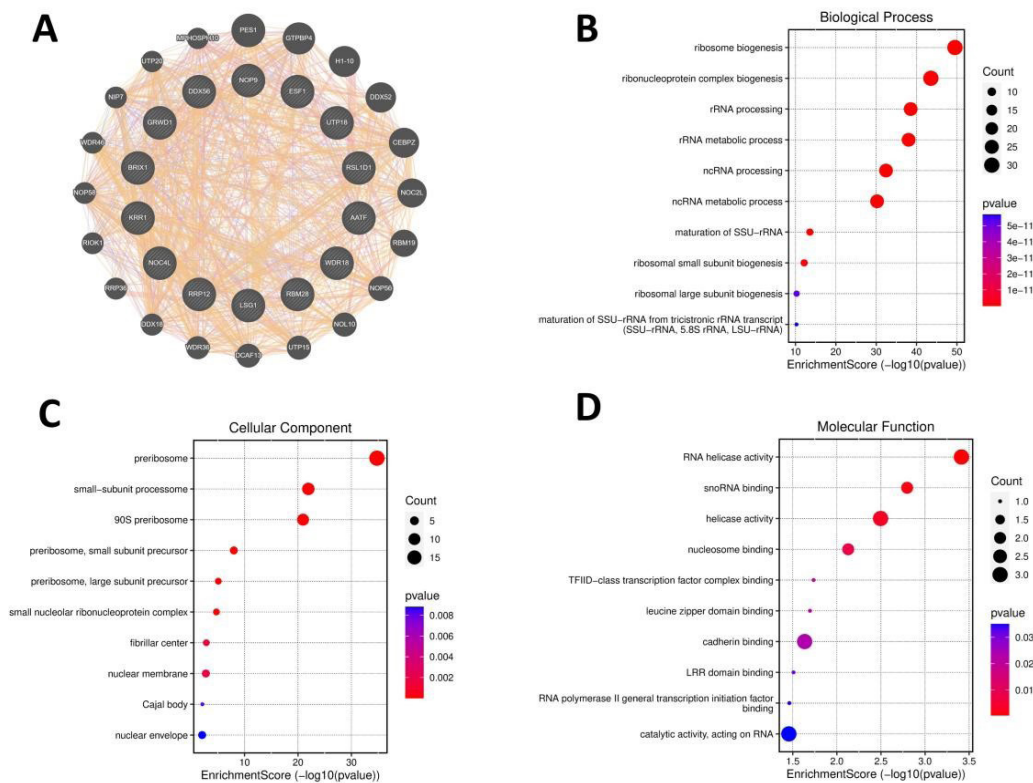 A
MPHOSPH10
PES1
GTPBP4
H1-10
DDX52
CEBPZ
NOC2L
RBM19
NOP56
NOL10
UTP15
DCAF13
WDR36
DDX18
RRP36
RIOK1
NOP58
WDR46
NIP7
UTP20
NOP9
ESF1
UTP18
RSL1D1
AATF
WDR18
RBM28
LSG1
RRP12
NOC4L
KRR1
BRIX1
GRWD1
DDX56
B
Biological Process
ribosome biogenesis
ribonucleoprotein complex biogenesis
rRNA processing
rRNA metabolic process
ncRNA processing
ncRNA metabolic process
maturation of SSU−rRNA
ribosomal small subunit biogenesis
ribosomal large subunit biogenesis
maturation of SSU−rRNA from tricistronic rRNA transcript
(SSU−rRNA, 5.8S rRNA, LSU−rRNA)
10 20 30 40 50
EnrichmentScore (−log10(pvalue))
Count
10
15
20
25
30
pvalue
5e−11
4e−11
3e−11
2e−11
1e−11
C
Cellular Component
preribosome
small−subunit processome
90S preribosome
preribosome, small subunit precursor
preribosome, large subunit precursor
small nucleolar ribonucleoprotein complex
fibrillar center
nuclear membrane
Cajal body
nuclear envelope
10 20 30
EnrichmentScore (−log10(pvalue))
Count
5
10
15
pvalue
0.008
0.006
0.004
0.002
D
Molecular Function
RNA helicase activity
snoRNA binding
helicase activity
nucleosome binding
TFIID−class transcription factor complex binding
leucine zipper domain binding
cadherin binding
LRR domain binding
RNA polymerase II general transcription initiation factor
binding
catalytic activity, acting on RNA
1.5 2.0 2.5 3.0 3.5
EnrichmentScore (−log10(pvalue))
Count
1.0
1.5
2.0
2.5
3.0
pvalue
0.03
0.02
0.01